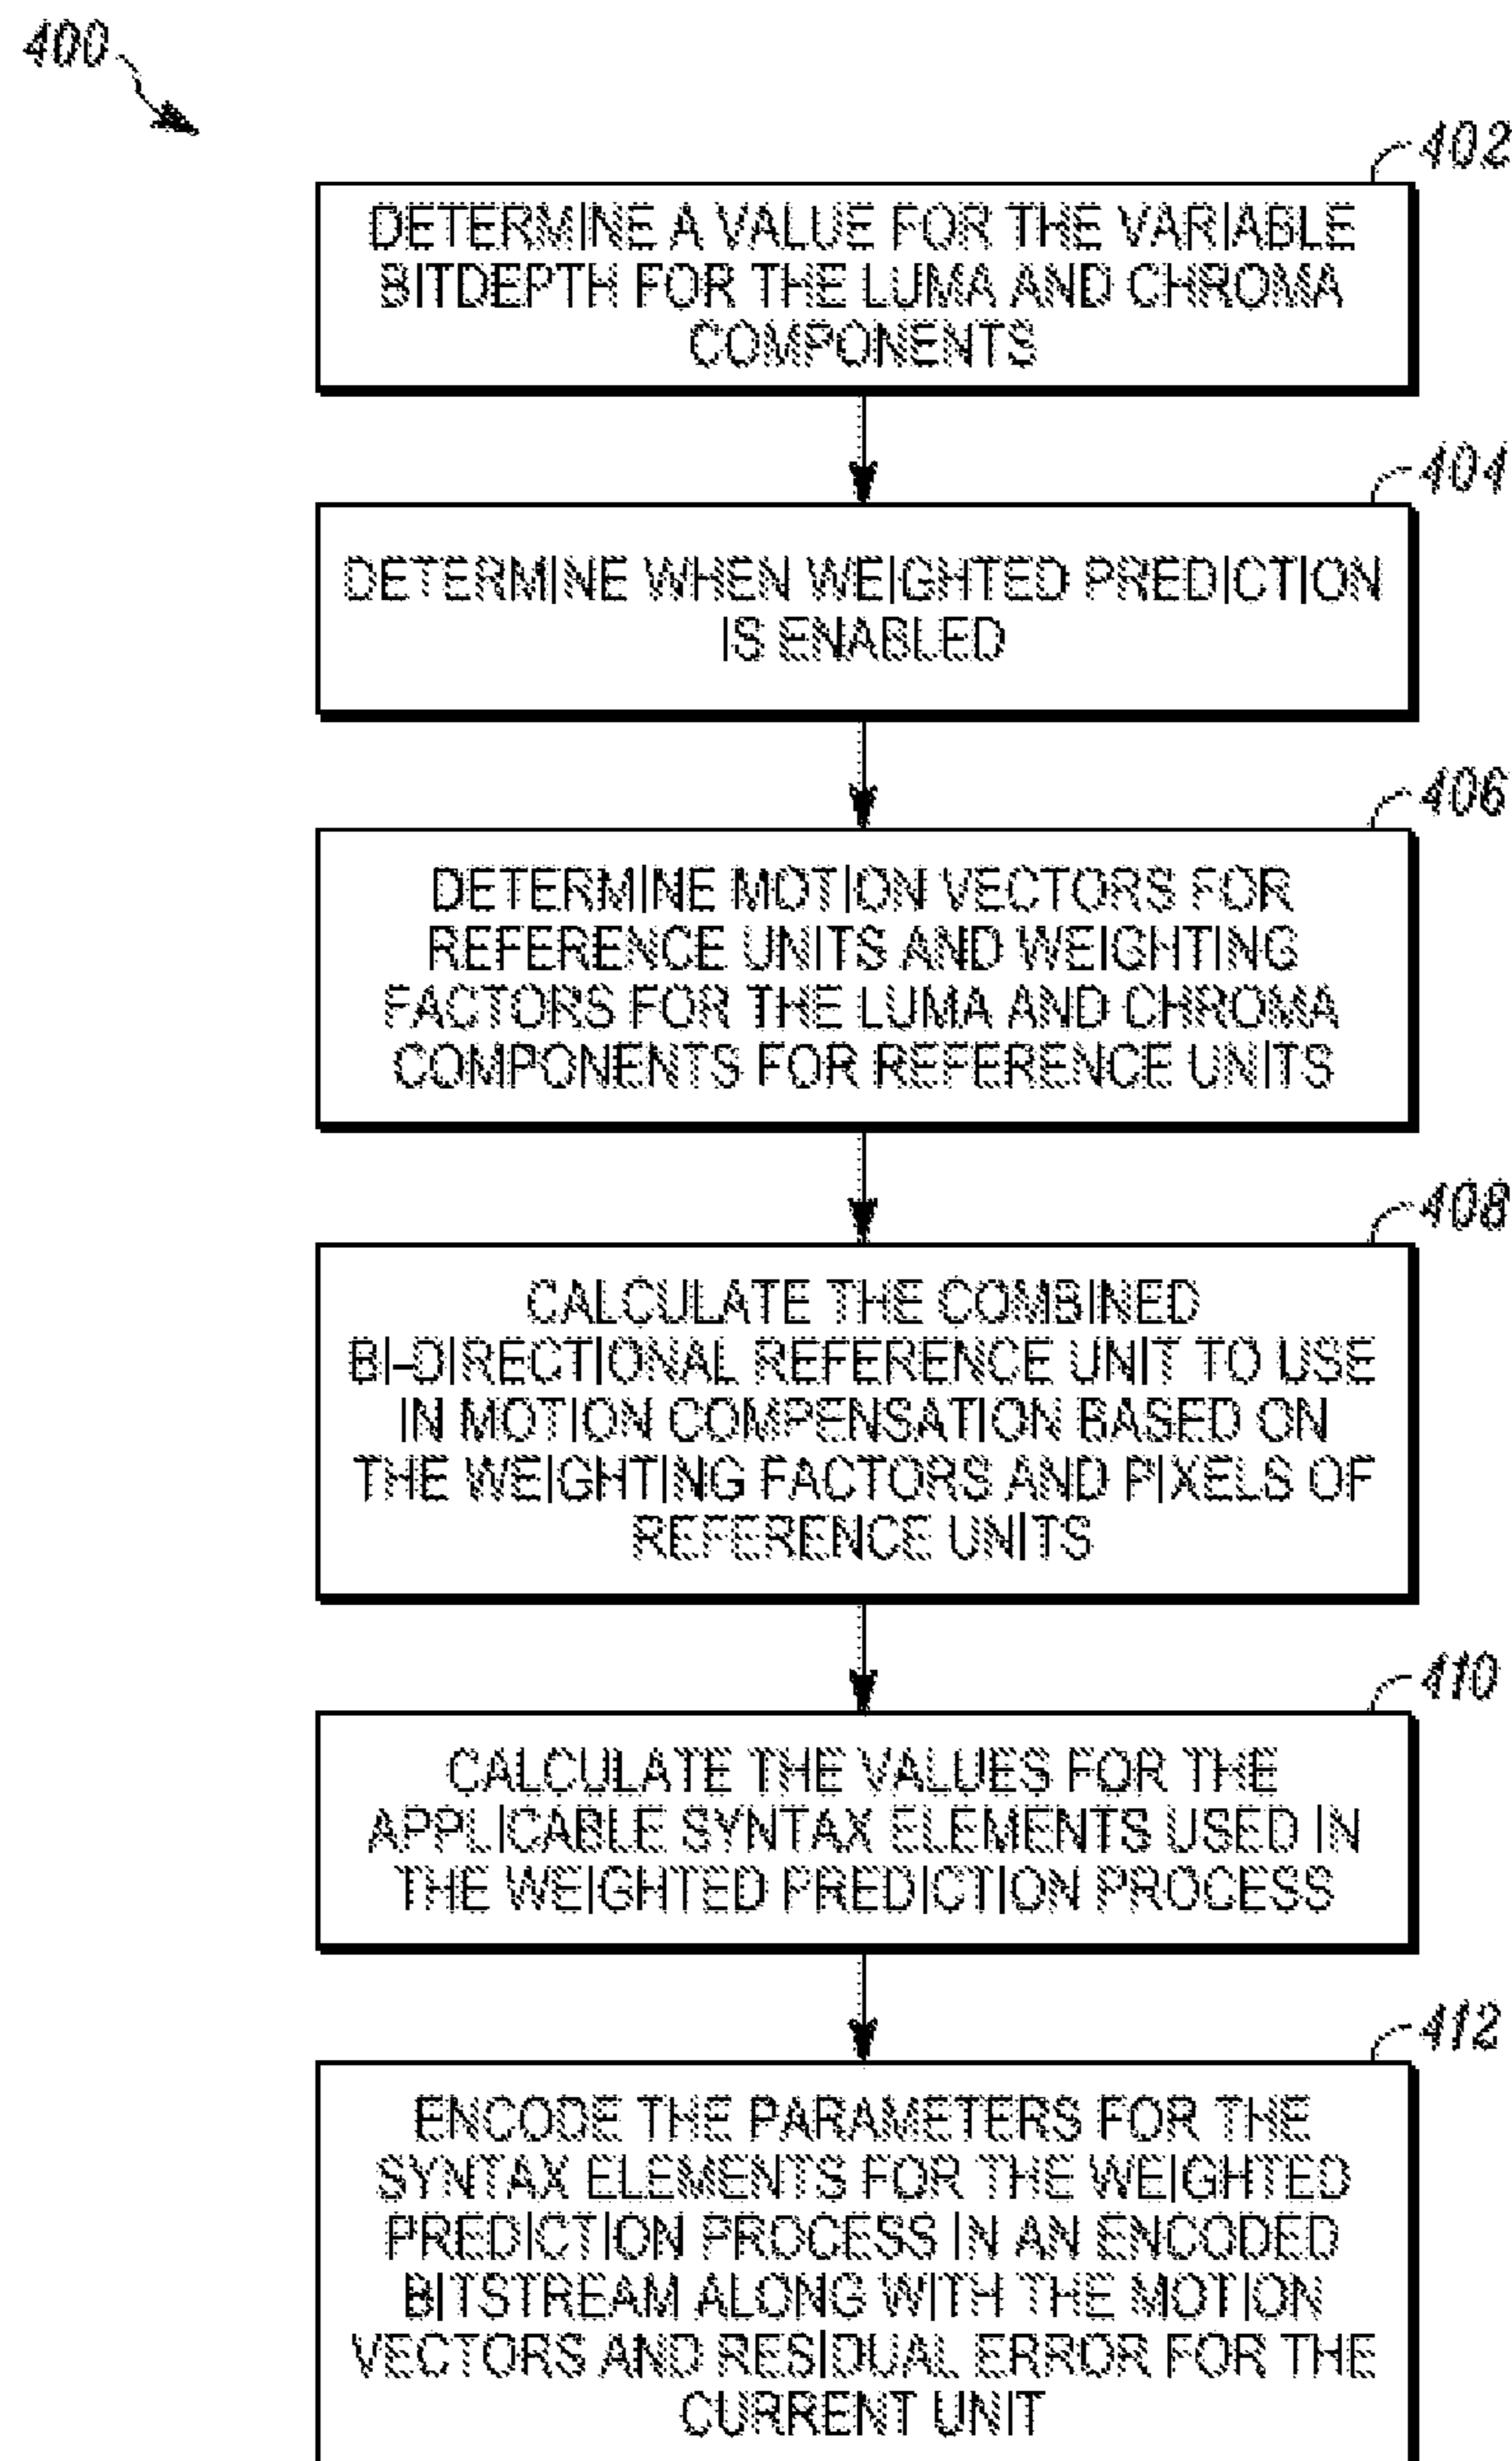 400
402
DETERMINE A VALUE FOR THE VARIABLE
BITDEPTH FOR THE LUMA AND CHROMA
COMPONENTS
404
DETERMINE WHEN WEIGHTED PREDICTION
IS ENABLED
406
DETERMINE MOTION VECTORS FOR
REFERENCE UNITS AND WEIGHTING
FACTORS FOR THE LUMA AND CHROMA
COMPONENTS FOR REFERENCE UNITS
408
CALCULATE THE COMBINED
BI-DIRECTIONAL REFERENCE UNIT TO USE
IN MOTION COMPENSATION BASED ON
THE WEIGHTING FACTORS AND PIXELS OF
REFERENCE UNITS
410
CALCULATE THE VALUES FOR THE
APPLICABLE SYNTAX ELEMENTS USED IN
THE WEIGHTED PREDICTION PROCESS
412
ENCODE THE PARAMETERS FOR THE
SYNTAX ELEMENTS FOR THE WEIGHTED
PREDICTION PROCESS IN AN ENCODED
BITSTREAM ALONG WITH THE MOTION
VECTORS AND RESIDUAL ERROR FOR THE
CURRENT UNIT